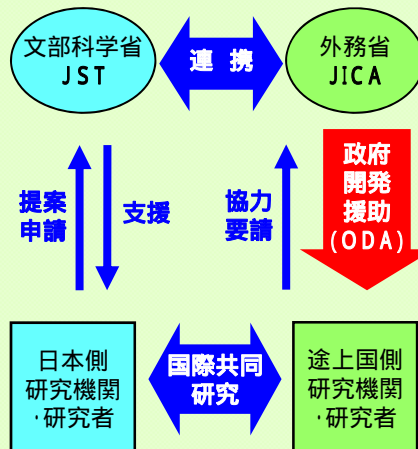 文部科学省
JST
連 携
外務省
JICA
提案
申請
支援
協力
要請
政府
開発
援助
(ODA)
日本側
研究機関
・研究者
国際共同
研究
途上国側
研究機関
・研究者